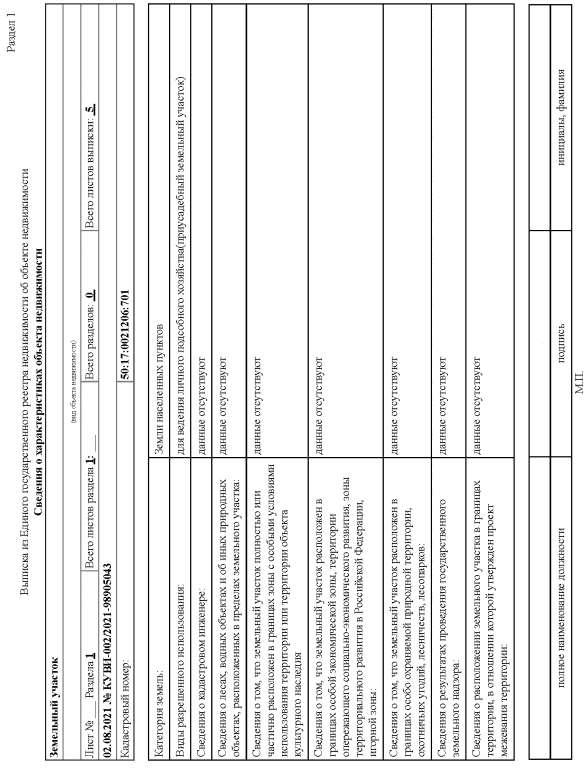 Раздел 1
Выписка из Единого государственного реестра недвижимости об объекте недвижимости
Сведения о характеристиках объекта недвижимости
Земельный участок
(вид объекта недвижимости)
Лист № ___ Раздела 1
Всего листов раздела 1: ___
Всего разделов: 0
Всего листов выписки: 5
02.08.2021 № КУВИ-002/2021-98905043
Кадастровый номер:
50:17:0021206:701
Категория земель:
Земли населенных пунктов
Виды разрешенного использования:
для ведения личного подсобного хозяйства(приусадебный земельный участок)
Сведения о кадастровом инженере:
данные отсутствуют
Сведения о лесах, водных объектах и об иных природных
объектах, расположенных в пределах земельного участка:
данные отсутствуют
Сведения о том, что земельный участок полностью или
частично расположен в границах зоны с особыми условиями
использования территории или территории объекта
культурного наследия
данные отсутствуют
Сведения о том, что земельный участок расположен в
границах особой экономической зоны, территории
опережающего социально-экономического развития, зоны
территориального развития в Российской Федерации,
игорной зоны:
данные отсутствуют
Сведения о том, что земельный участок расположен в
границах особо охраняемой природной территории,
охотничьих угодий, лесничеств, лесопарков:
данные отсутствуют
Сведения о результатах проведения государственного
земельного надзора:
данные отсутствуют
Сведения о расположении земельного участка в границах
территории, в отношении которой утвержден проект
межевания территории:
данные отсутствуют
полное наименование должности
подпись
инициалы, фамилия
М.П.